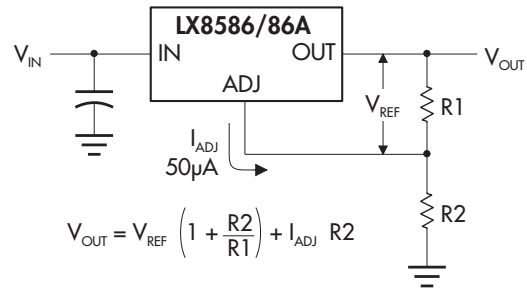 LX8586/86A
V_IN
IN
OUT
V_OUT
ADJ
V_REF
R1
I_ADJ
50µA
R2
V_OUT = V_REF (1 + R2/R1) + I_ADJ R2